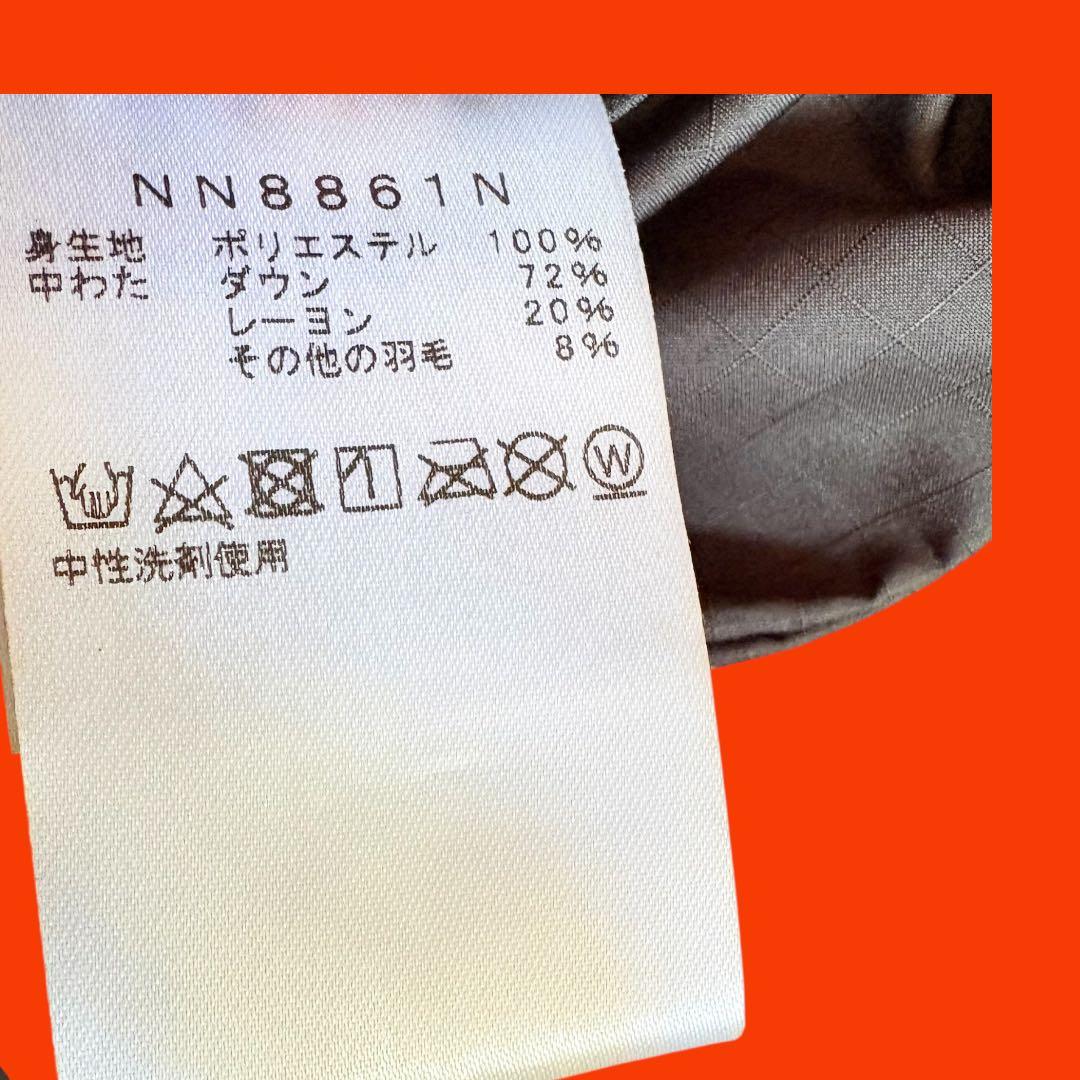 NN8861N
身生地 ポリエステル 100%
中わた ダウン 72%
レーヨン 20%
その他の羽毛 8%
W
中性洗剤使用